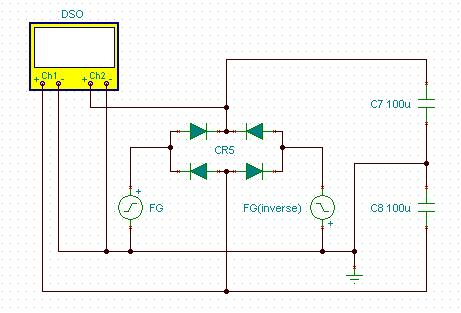 DSO
+ Ch1 - + Ch2 -
C7 100u
CR5
+ FG
FG(inverse) +
C8 100u